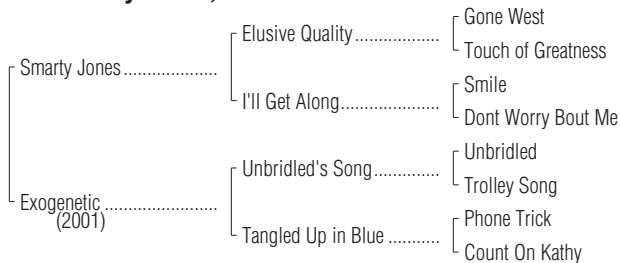 Gone West
Elusive Quality..................
Touch of Greatness
Smarty Jones....................
Smile
I'll Get Along.....................
Dont Worry Bout Me
Unbridled
Unbridled's Song..............
Trolley Song
Exogenetic ........................
(2001)
Phone Trick
Tangled Up in Blue ...........
Count On Kathy